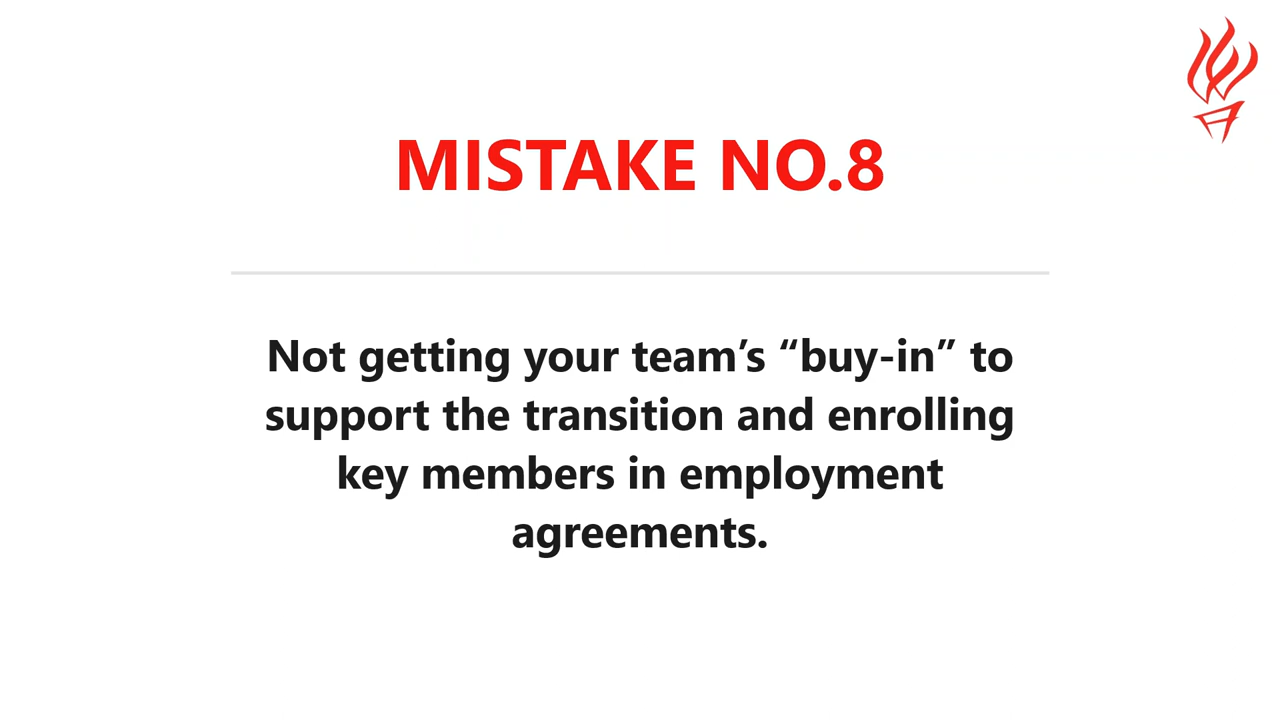 MISTAKE NO.8
Not getting your team’s “buy-in” to
support the transition and enrolling
key members in employment
agreements.